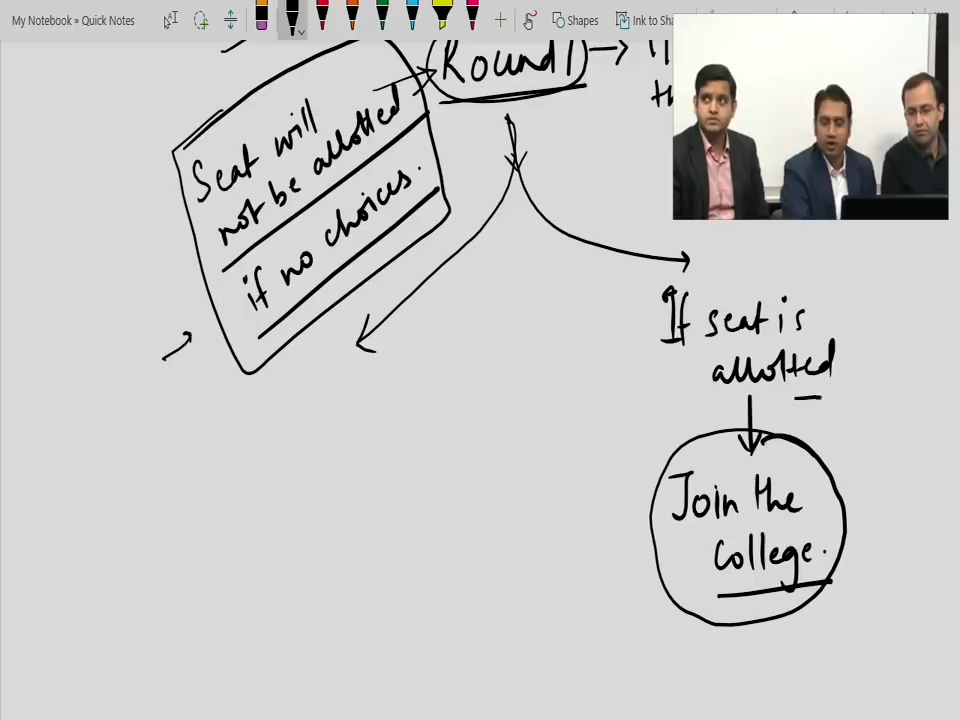 My Notebook » Quick Notes
Shapes
Ink to Sha
Round 1
Seat will
not be allotted
if no choices.
If seat is
allotted
Join the
college.